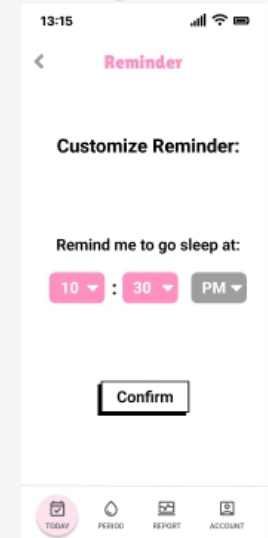 13:15
Reminder
Customize Reminder:
Remind me to go sleep at:
10 : 30 PM
Confirm
TODAY PERIOD REPORT ACCOUNT